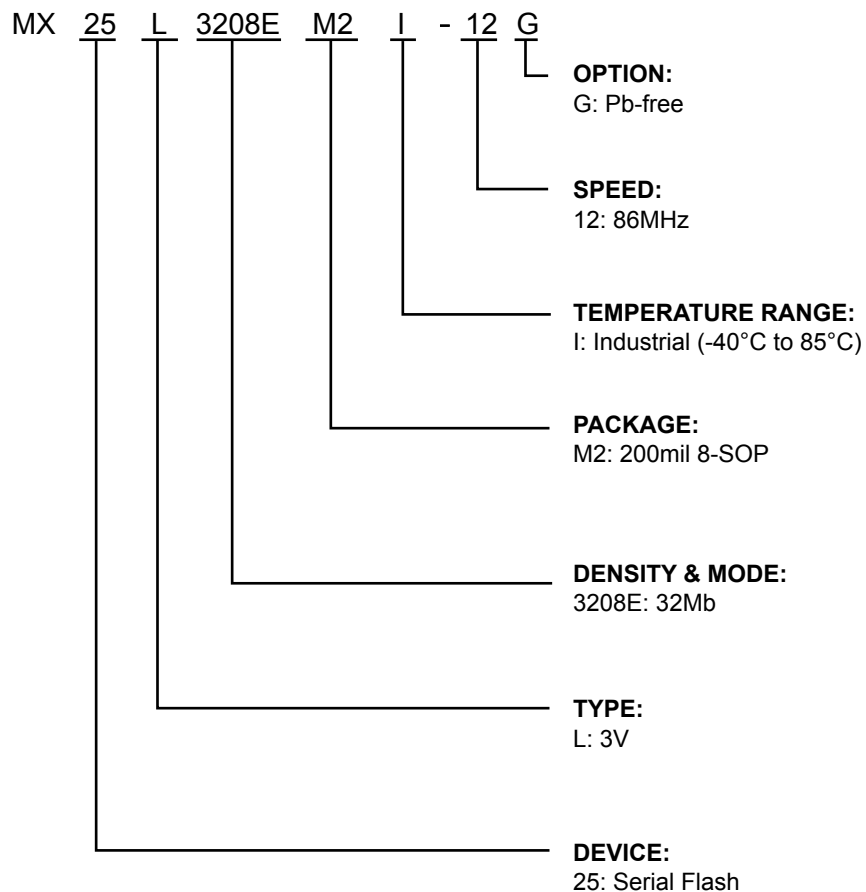 MX 25 L 3208E M2 I - 12 G
OPTION:
G: Pb-free
SPEED:
12: 86MHz
TEMPERATURE RANGE:
I: Industrial (-40°C to 85°C)
PACKAGE:
M2: 200mil 8-SOP
DENSITY & MODE:
3208E: 32Mb
TYPE:
L: 3V
DEVICE:
25: Serial Flash